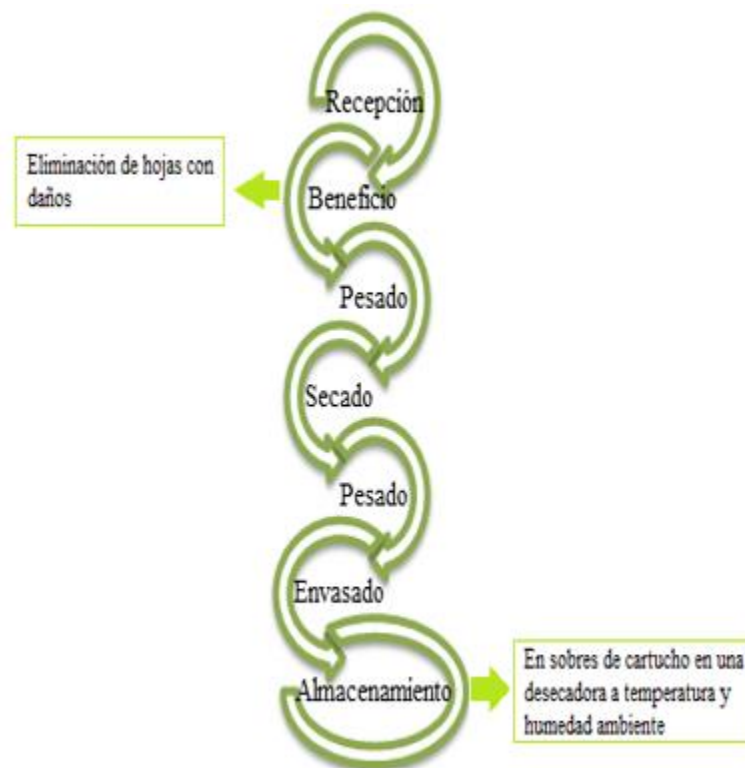 Recepción
Eliminación de hojas con
daños
Beneficio
Pesado
Secado
Pesado
Envasado
Almacenamiento
En sobres de cartucho en una
desecadora a temperatura y
humedad ambiente